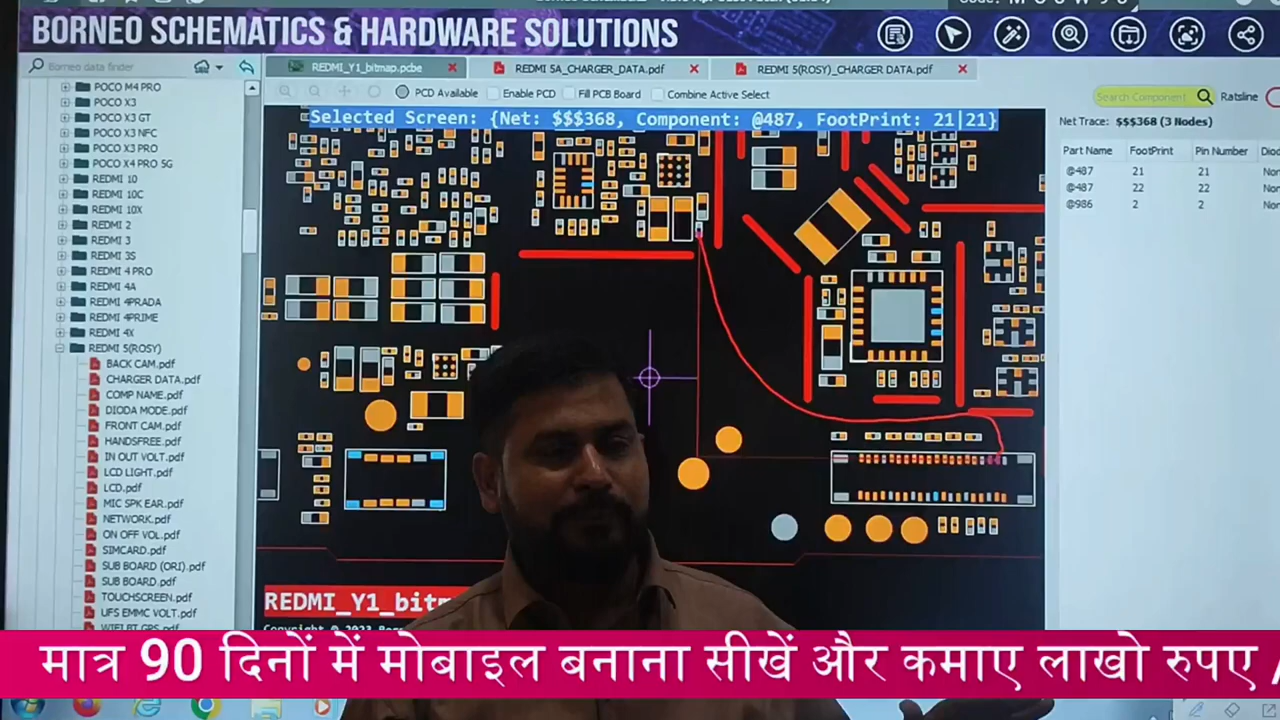 BORNEO SCHEMATICS & HARDWARE SOLUTIONS
Borneo data finder
REDMI_Y1_bitmap.pcbe
REDMI 5A_CHARGER_DATA.pdf
REDMI 5(ROSY)_CHARGER DATA.pdf
PCD Available
Enable PCD
Fill PCB Board
Combine Active Select
Search Component
Ratsline
Selected Screen: {Net: $$$368, Component: @487, FootPrint: 21|21}
Net Trace: $$$368 (3 Nodes)
Part Name FootPrint Pin Number
@487 21 21
@487 22 22
@986 2 2
POCO M4 PRO
POCO X3
POCO X3 GT
POCO X3 NFC
POCO X3 PRO
POCO X4 PRO 5G
REDMI 10
REDMI 10C
REDMI 10X
REDMI 2
REDMI 3
REDMI 3S
REDMI 4 PRO
REDMI 4A
REDMI 4PRADA
REDMI 4PRIME
REDMI 4X
REDMI 5(ROSY)
BACK CAM.pdf
CHARGER DATA.pdf
COMP NAME.pdf
DIODA MODE.pdf
FRONT CAM.pdf
HANDSFREE.pdf
IN OUT VOLT.pdf
LCD LIGHT.pdf
LCD.pdf
MIC SPK EAR.pdf
NETWORK.pdf
ON OFF VOL.pdf
SIMCARD.pdf
SUB BOARD (ORI).pdf
SUB BOARD.pdf
TOUCHSCREEN.pdf
UFS EMMC VOLT.pdf
REDMI_Y1_bitm
मात्र 90 दिनों में मोबाइल बनाना सीखें और कमाए लाखो रुपए